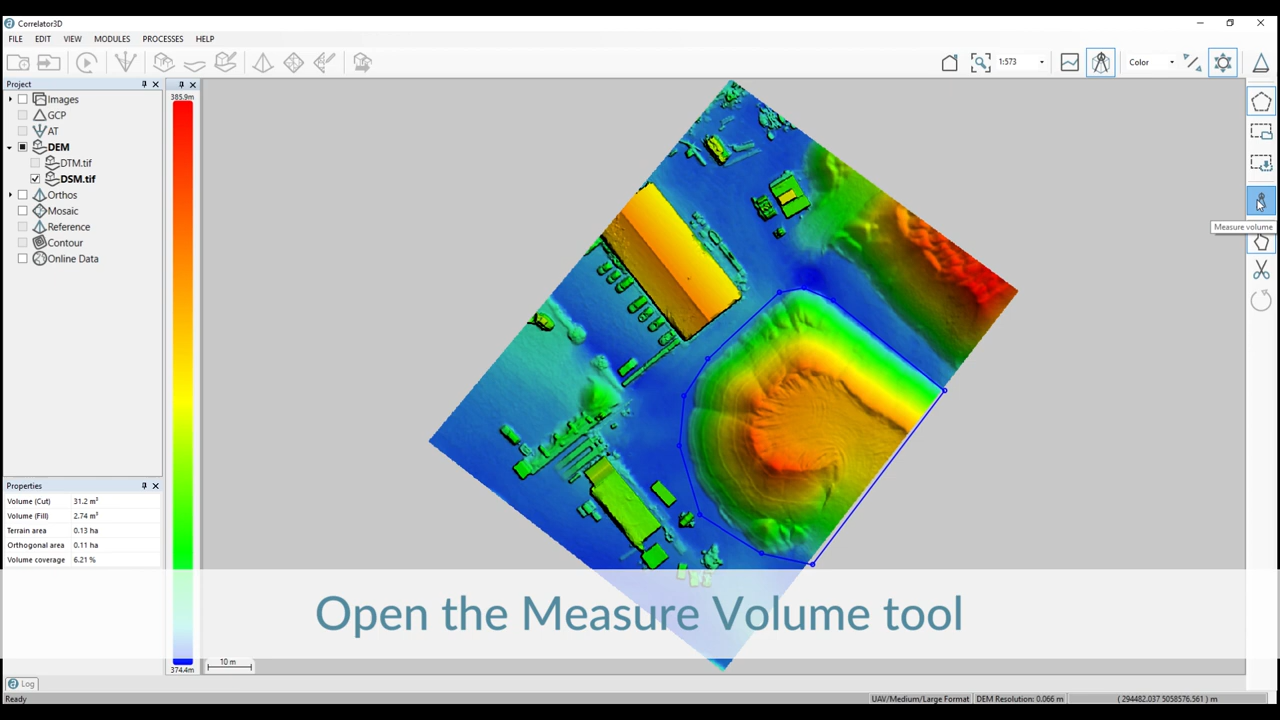 Correlator3D
FILE EDIT VIEW MODULES PROCESSES HELP
1:573
Color
Project
Images
GCP
AT
DEM
DTM.tif
DSM.tif
Orthos
Mosaic
Reference
Contour
Online Data
385.9m
Measure volume
Properties
Volume (Cut) 31.2 m³
Volume (Fill) 2.74 m³
Terrain area 0.13 ha
Orthogonal area 0.11 ha
Volume coverage 6.21 %
Open the Measure Volume tool
374.4m
10 m
Log
Ready
UAV/Medium/Large Format DEM Resolution: 0.066 m ( 294482.037 5058576.561 ) m